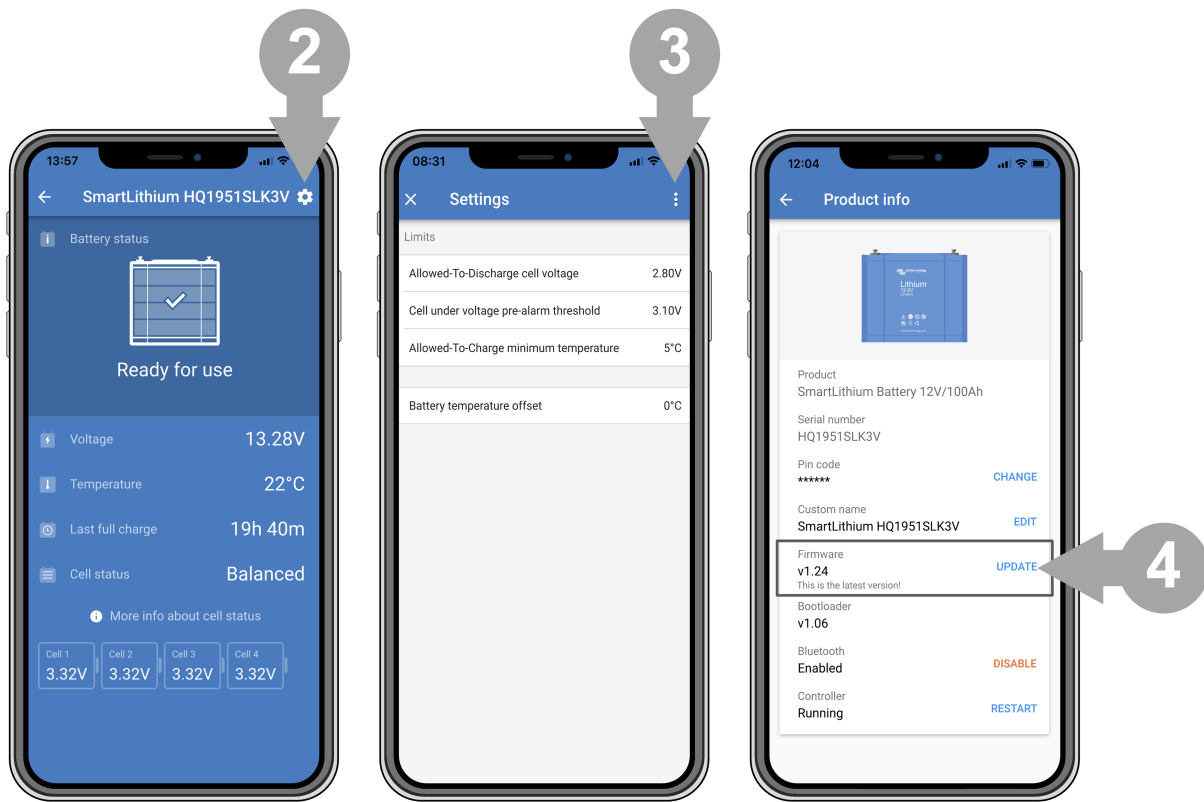 2
3
4
13:57
SmartLithium HQ1951SLK3V
Battery status
Ready for use
Voltage 13.28V
Temperature 22°C
Last full charge 19h 40m
Cell status Balanced
More info about cell status
Cell 1 Cell 2 Cell 3 Cell 4
3.32V 3.32V 3.32V 3.32V
08:31
Settings
Limits
Allowed-To-Discharge cell voltage 2.80V
Cell under voltage pre-alarm threshold 3.10V
Allowed-To-Charge minimum temperature 5°C
Battery temperature offset 0°C
12:04
Product info
Lithium
12.8V
Product
SmartLithium Battery 12V/100Ah
Serial number
HQ1951SLK3V
Pin code
****** CHANGE
Custom name
SmartLithium HQ1951SLK3V EDIT
Firmware
v1.24 UPDATE
This is the latest version!
Bootloader
v1.06
Bluetooth
Enabled DISABLE
Controller
Running RESTART